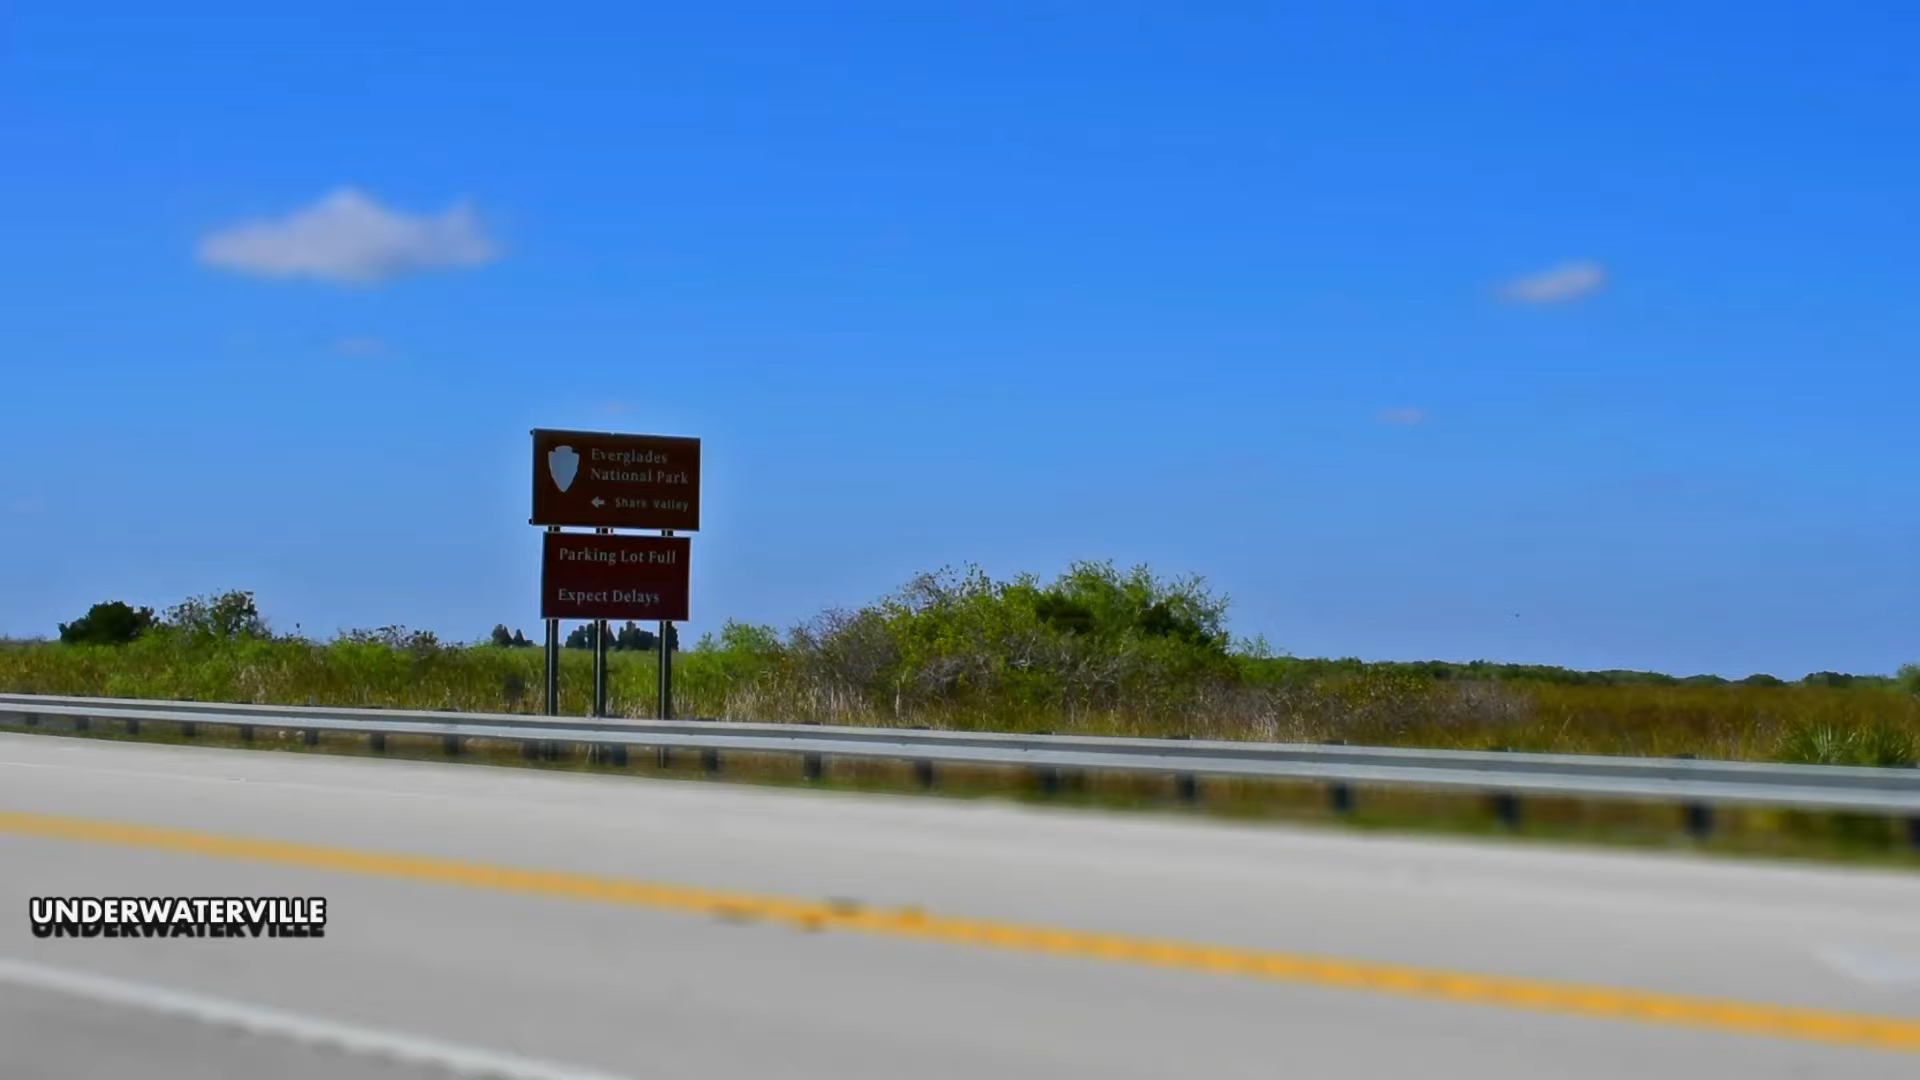 Everglades
National Park
Shark Valley
Parking Lot Full
Expect Delays
UNDERWATERVILLE